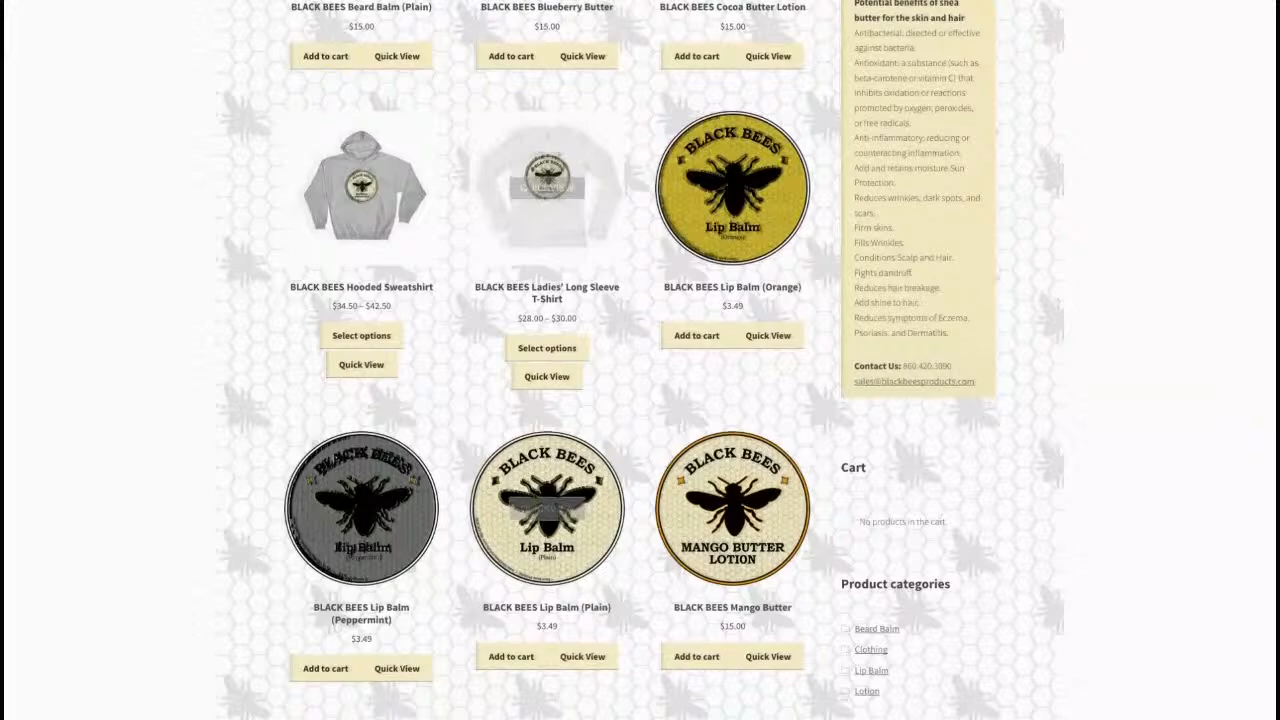 BLACK BEES Beard Balm (Plain)
$15.00
Add to cart Quick View
BLACK BEES Blueberry Butter
$15.00
Add to cart Quick View
BLACK BEES Cocoa Butter Lotion
$15.00
Add to cart Quick View
BLACK BEES Hooded Sweatshirt
$34.50 – $42.50
Select options
Quick View
BLACK BEES
BLACK BEES Ladies' Long Sleeve
T-Shirt
$28.00 – $30.00
Select options
Quick View
BLACK BEES
Lip Balm
(Orange)
BLACK BEES Lip Balm (Orange)
$3.49
Add to cart Quick View
BLACK BEES
Lip Balm
(Peppermint)
BLACK BEES Lip Balm
(Peppermint)
$3.49
Add to cart Quick View
BLACK BEES
Lip Balm
(Plain)
BLACK BEES Lip Balm (Plain)
$3.49
Add to cart Quick View
BLACK BEES
MANGO BUTTER
LOTION
BLACK BEES Mango Butter
$15.00
Add to cart Quick View
Potential benefits of shea
butter for the skin and hair
Antibacterial: directed or effective
against bacteria.
Antioxidant: a substance (such as
beta-carotene or vitamin C) that
inhibits oxidation or reactions
promoted by oxygen, peroxides,
or free radicals.
Anti-inflammatory: reducing or
counteracting inflammation.
Add and retains moisture.Sun
Protection.
Reduces wrinkles, dark spots, and
scars.
Firm skins.
Fills Wrinkles.
Conditions Scalp and Hair.
Fights dandruff.
Reduces hair breakage.
Add shine to hair.
Reduces symptoms of Eczema,
Psoriasis, and Dermatitis.
Contact Us: 860.420.3090
sales@blackbeesproducts.com
Cart
No products in the cart.
Product categories
Beard Balm
Clothing
Lip Balm
Lotion